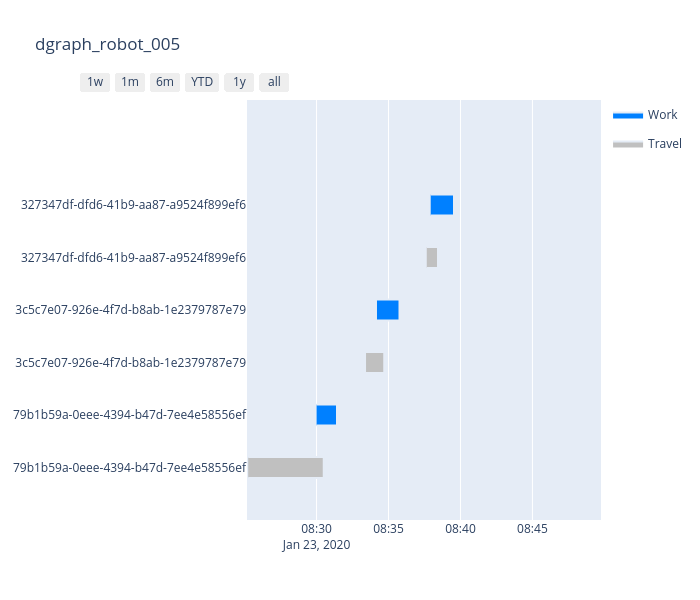 dgraph_robot_005
1w 1m 6m YTD 1y all
Work
Travel
327347df-dfd6-41b9-aa87-a9524f899ef6
327347df-dfd6-41b9-aa87-a9524f899ef6
3c5c7e07-926e-4f7d-b8ab-1e2379787e79
3c5c7e07-926e-4f7d-b8ab-1e2379787e79
79b1b59a-0eee-4394-b47d-7ee4e58556ef
79b1b59a-0eee-4394-b47d-7ee4e58556ef
08:30 08:35 08:40 08:45
Jan 23, 2020